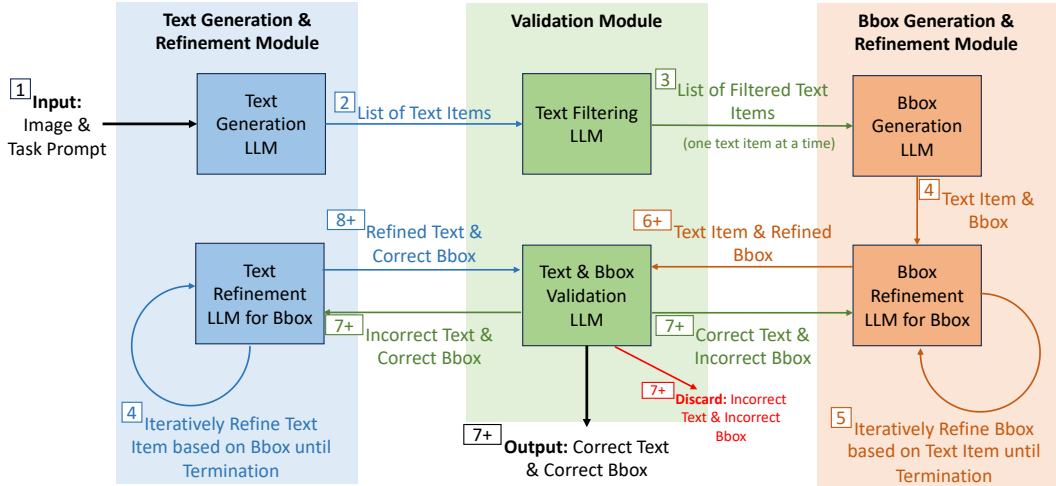 Text Generation &
Refinement Module
Validation Module
Bbox Generation &
Refinement Module
1 Input:
Image &
Task Prompt
Text
Generation
LLM
2 List of Text Items
Text Filtering
LLM
3 List of Filtered Text
Items
(one text item at a time)
Bbox
Generation
LLM
4 Text Item &
Bbox
8+ Refined Text &
Correct Bbox
6+ Text Item & Refined
Bbox
Text
Refinement
LLM for Bbox
Text & Bbox
Validation
LLM
Bbox
Refinement
LLM for Bbox
7+ Incorrect Text &
Correct Bbox
7+ Correct Text &
Incorrect Bbox
7+ Discard: Incorrect
Text & Incorrect
Bbox
4 Iteratively Refine Text
Item based on Bbox until
Termination
7+ Output: Correct Text
& Correct Bbox
5 Iteratively Refine Bbox
based on Text Item until
Termination